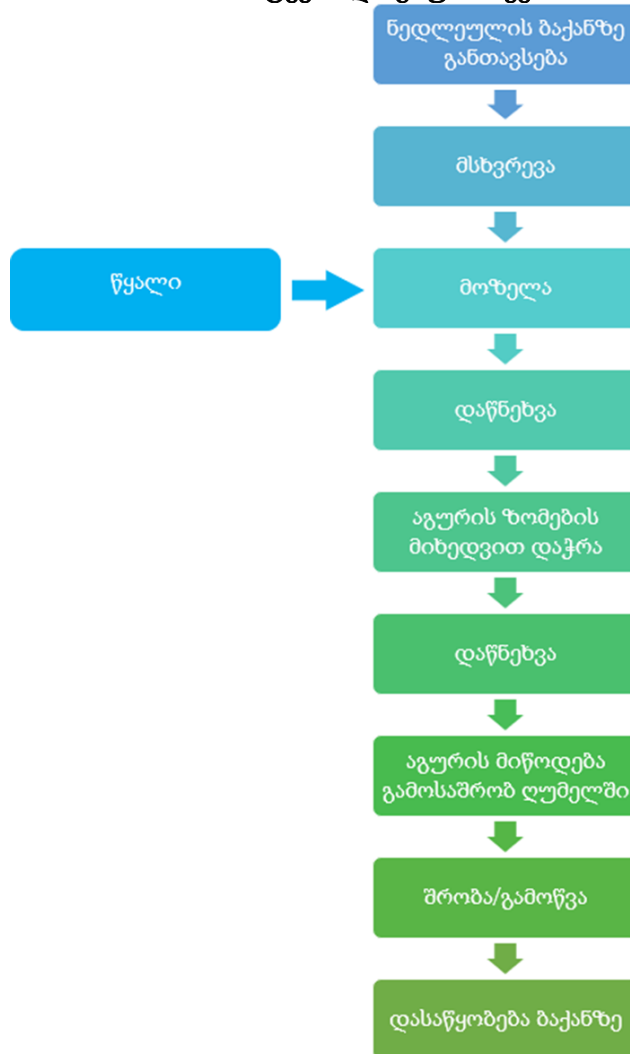 ნედლეულის ბაქანზე
განთავსება
მსხვრევა
წყალი
მოზელა
დაწნეხვა
აგურის ზომების
მიხედვით დაჭრა
დაწნეხვა
აგურის მიწოდება
გამოსაშრობ ღუმელში
შრობა/გამოწვა
დასაწყობება ბაქანზე